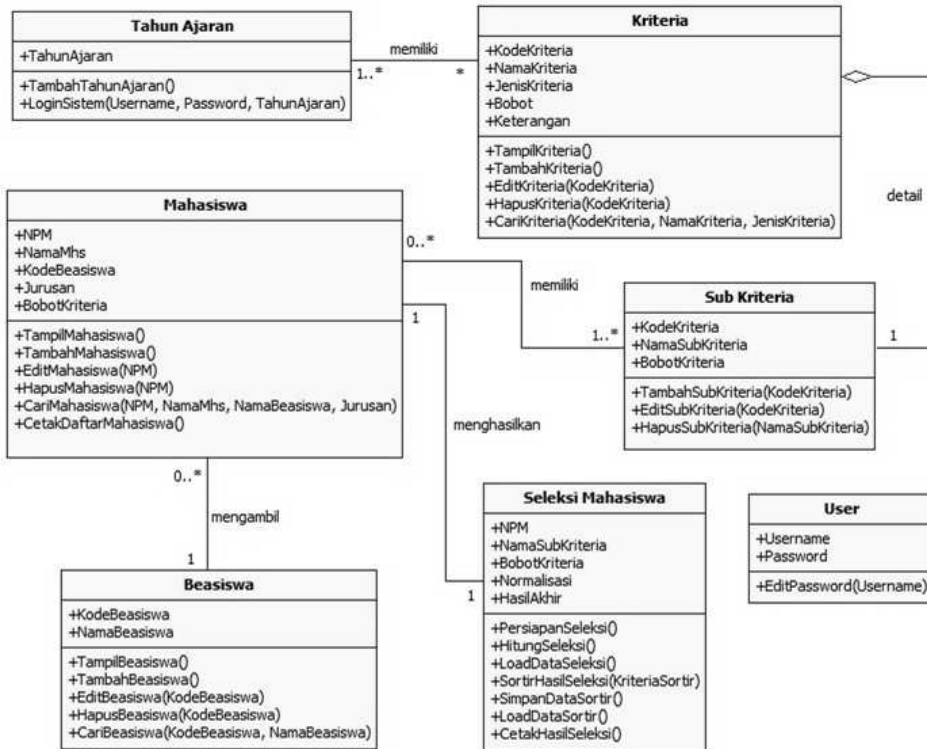 Tahun Ajaran
+TahunAjaran
+TambahTahunAjaran()
+LoginSistem(Username, Password, TahunAjaran)
memiliki
1..*
*
Kriteria
+KodeKriteria
+NamaKriteria
+JenisKriteria
+Bobot
+Keterangan
+TampilKriteria()
+TambahKriteria()
+EditKriteria(KodeKriteria)
+HapusKriteria(KodeKriteria)
+CariKriteria(KodeKriteria, NamaKriteria, JenisKriteria)
detail
Mahasiswa
+NPM
+NamaMhs
+KodeBeasiswa
+Jurusan
+BobotKriteria
+TampilMahasiswa()
+TambahMahasiswa()
+EditMahasiswa(NPM)
+HapusMahasiswa(NPM)
+CariMahasiswa(NPM, NamaMhs, NamaBeasiswa, Jurusan)
+CetakDaftarMahasiswa()
0..*
memiliki
1..*
1
Sub Kriteria
+KodeKriteria
+NamaSubKriteria
+BobotKriteria
+TambahSubKriteria(KodeKriteria)
+EditSubKriteria(KodeKriteria)
+HapusSubKriteria(NamaSubKriteria)
1
menghasilkan
1
0..*
mengambil
1
Beasiswa
+KodeBeasiswa
+NamaBeasiswa
+TampilBeasiswa()
+TambahBeasiswa()
+EditBeasiswa(KodeBeasiswa)
+HapusBeasiswa(KodeBeasiswa)
+CariBeasiswa(KodeBeasiswa, NamaBeasiswa)
Seleksi Mahasiswa
+NPM
+NamaSubKriteria
+BobotKriteria
+Normalisasi
+HasilAkhir
+PersiapanSeleksi()
+HitungSeleksi()
+LoadDataSeleksi()
+SortirHasilSeleksi(KriteriaSortir)
+SimpanDataSortir()
+LoadDataSortir()
+CetakHasilSeleksi()
User
+Username
+Password
+EditPassword(Username)